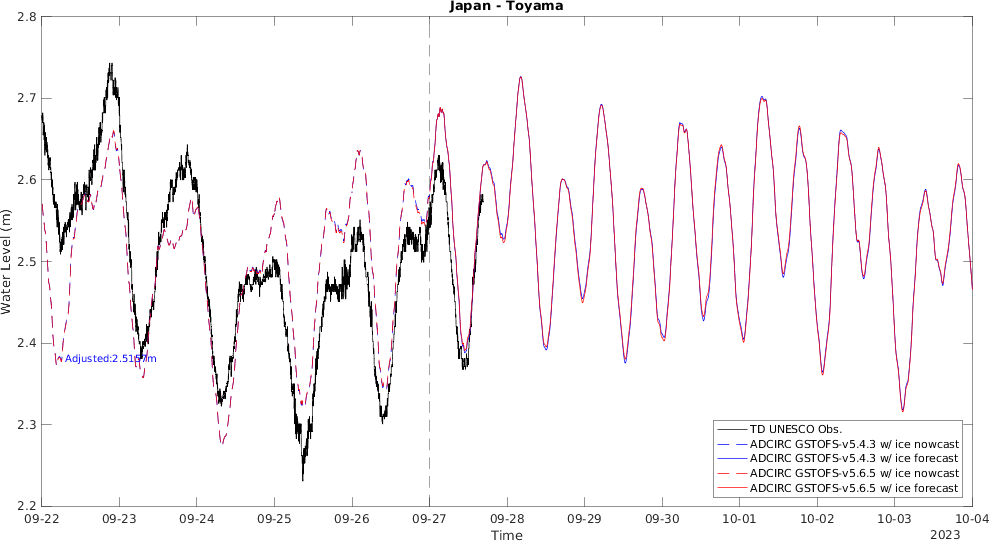 Japan - Toyama
2.8
2.7
2.6
2.5
2.4
2.3
2.2
Water Level (m)
Adjusted:2.5157m
TD UNESCO Obs.
ADCIRC GSTOFS-v5.4.3 w/ ice nowcast
ADCIRC GSTOFS-v5.4.3 w/ ice forecast
ADCIRC GSTOFS-v5.6.5 w/ ice nowcast
ADCIRC GSTOFS-v5.6.5 w/ ice forecast
09-22 09-23 09-24 09-25 09-26 09-27 09-28 09-29 09-30 10-01 10-02 10-03 10-04
Time
2023